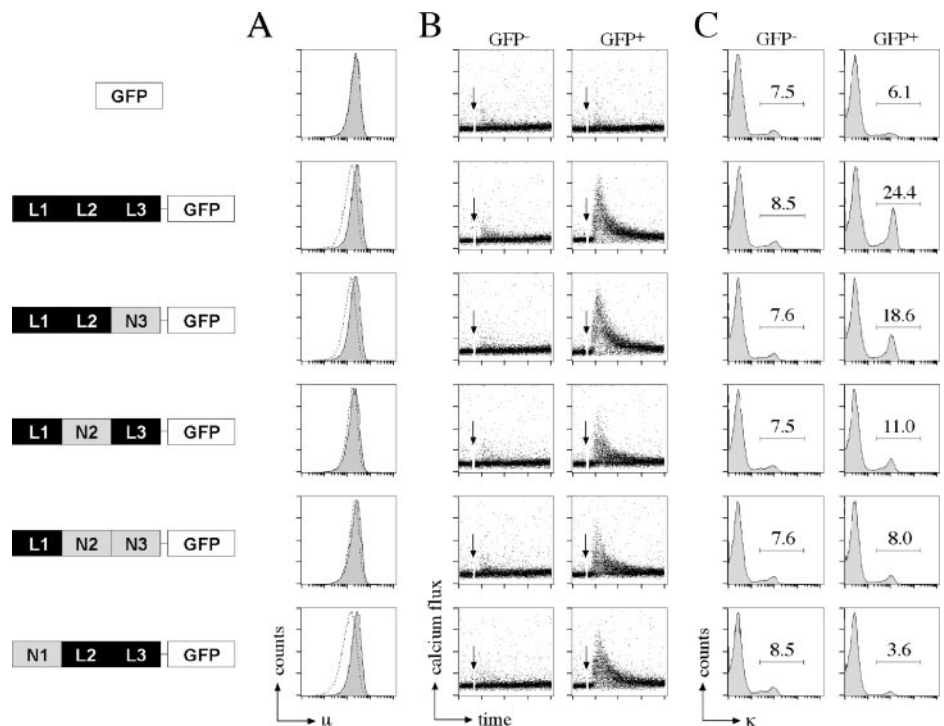 A B C
GFP- GFP+ GFP- GFP+
GFP 7.5 6.1
L1 L2 L3 GFP 8.5 24.4
L1 L2 N3 GFP 7.6 18.6
L1 N2 L3 GFP 7.5 11.0
L1 N2 N3 GFP 7.6 8.0
N1 L2 L3 GFP 8.5 3.6
counts calcium flux counts
μ time κ